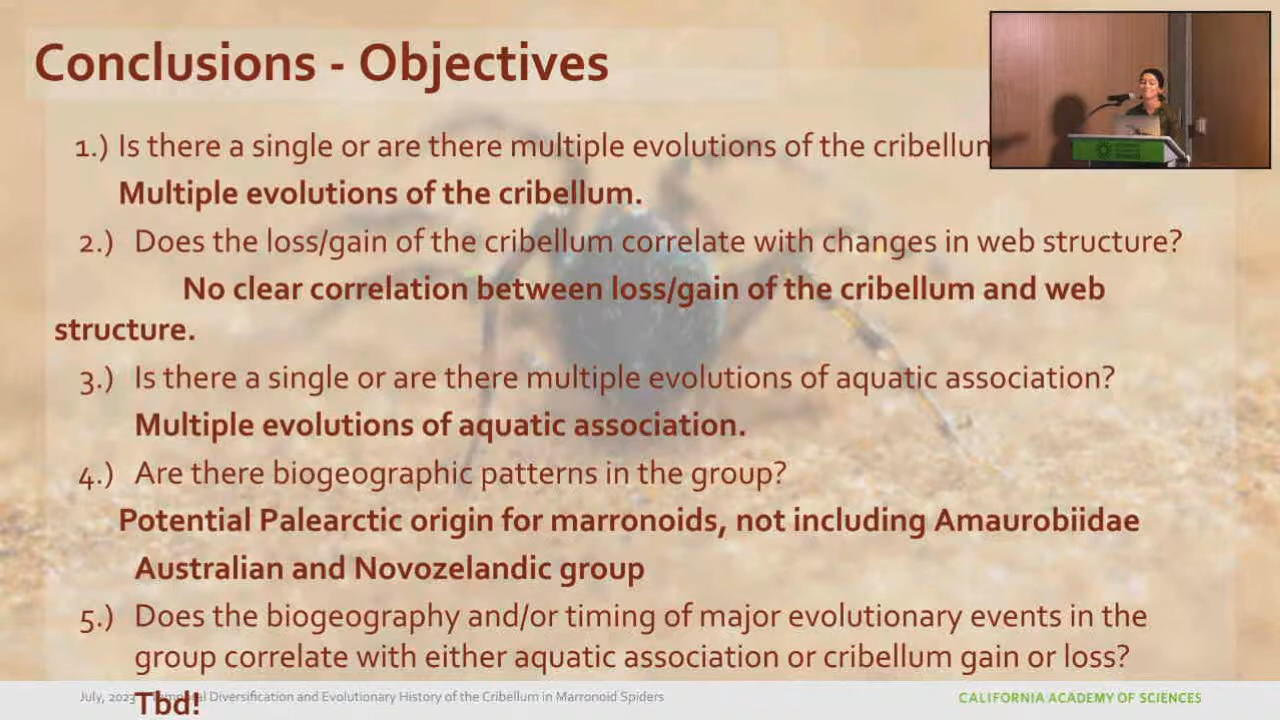 Conclusions - Objectives
1.) Is there a single or are there multiple evolutions of the cribellum
Multiple evolutions of the cribellum.
2.) Does the loss/gain of the cribellum correlate with changes in web structure?
No clear correlation between loss/gain of the cribellum and web
structure.
3.) Is there a single or are there multiple evolutions of aquatic association?
Multiple evolutions of aquatic association.
4.) Are there biogeographic patterns in the group?
Potential Palearctic origin for marronoids, not including Amaurobiidae
Australian and Novozelandic group
5.) Does the biogeography and/or timing of major evolutionary events in the
group correlate with either aquatic association or cribellum gain or loss?
Tbd!
July, 2023 Temporal Diversification and Evolutionary History of the Cribellum in Marronoid Spiders
CALIFORNIA ACADEMY OF SCIENCES